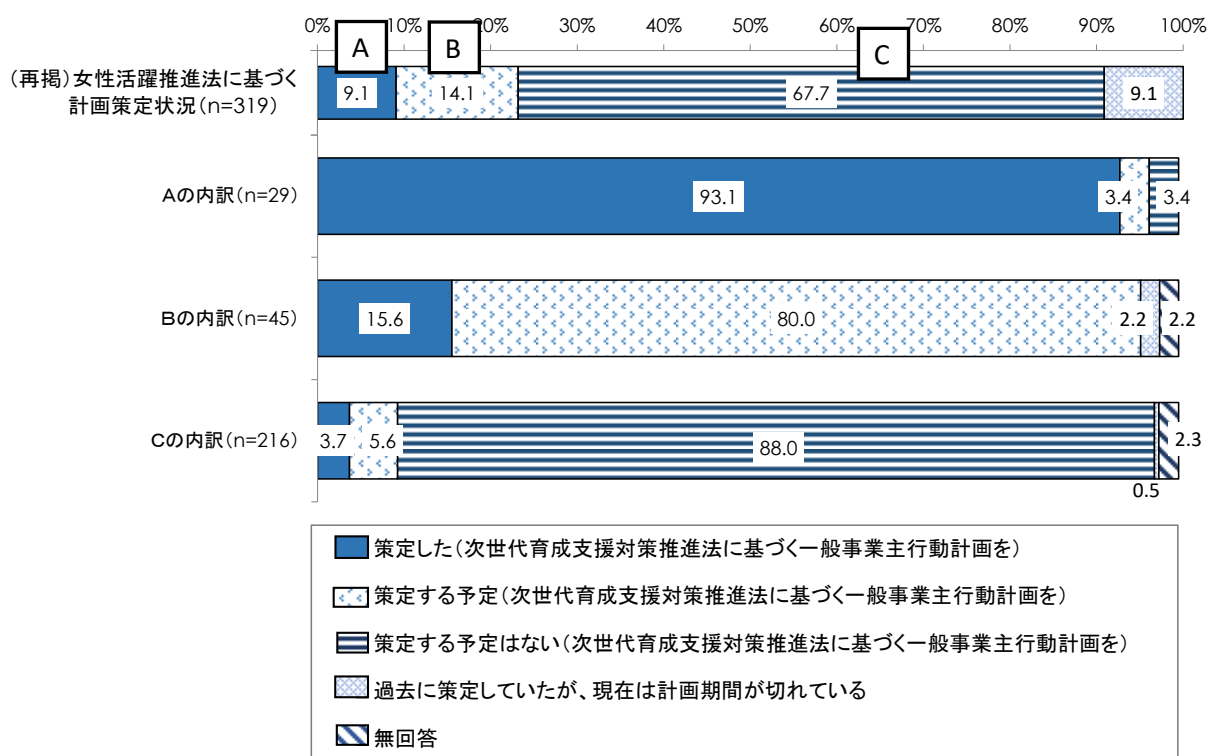 0% 10% 20% 30% 40% 50% 60% 70% 80% 90% 100%
A B C
(再掲)女性活躍推進法に基づく
計画策定状況(n=319)
9.1 14.1 67.7 9.1
Aの内訳(n=29)
93.1 3.4 3.4
Bの内訳(n=45)
15.6 80.0 2.2 2.2
Cの内訳(n=216)
3.7 5.6 88.0 2.3
0.5
策定した(次世代育成支援対策推進法に基づく一般事業主行動計画を)
策定する予定(次世代育成支援対策推進法に基づく一般事業主行動計画を)
策定する予定はない(次世代育成支援対策推進法に基づく一般事業主行動計画を)
過去に策定していたが、現在は計画期間が切れている
無回答